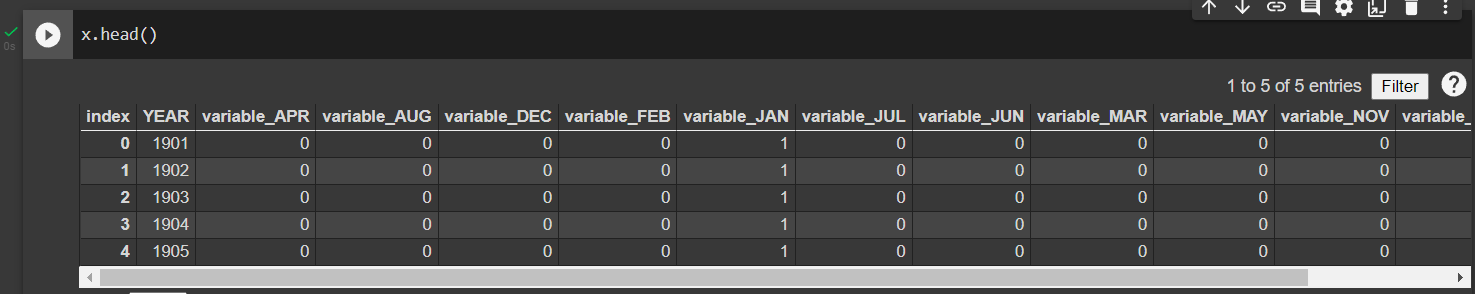 x.head()
0s
1 to 5 of 5 entries Filter ?
index YEAR variable_APR variable_AUG variable_DEC variable_FEB variable_JAN variable_JUL variable_JUN variable_MAR variable_MAY variable_NOV variable_
0 1901 0 0 0 0 1 0 0 0 0 0
1 1902 0 0 0 0 1 0 0 0 0 0
2 1903 0 0 0 0 1 0 0 0 0 0
3 1904 0 0 0 0 1 0 0 0 0 0
4 1905 0 0 0 0 1 0 0 0 0 0